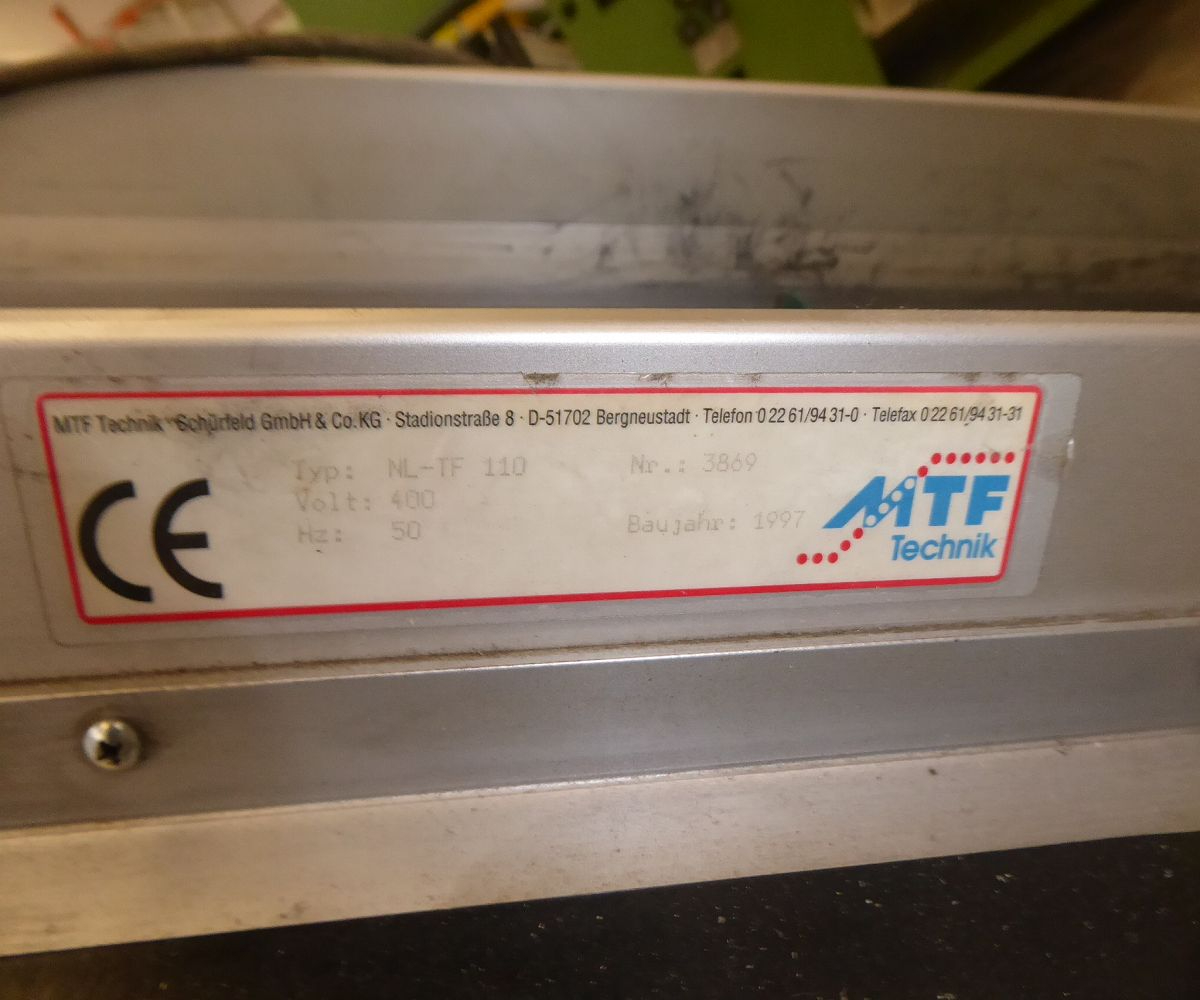 MTF Technik Schürfeld GmbH & Co. KG · Stadionstraße 8 · D-51702 Bergneustadt · Telefon 0 22 61/94 31-0 · Telefax 0 22 61/94 31-31
Typ: NL-TF 110 Nr.: 3869
Volt: 400
Hz: 50 Baujahr: 1997
CE
MTF
Technik